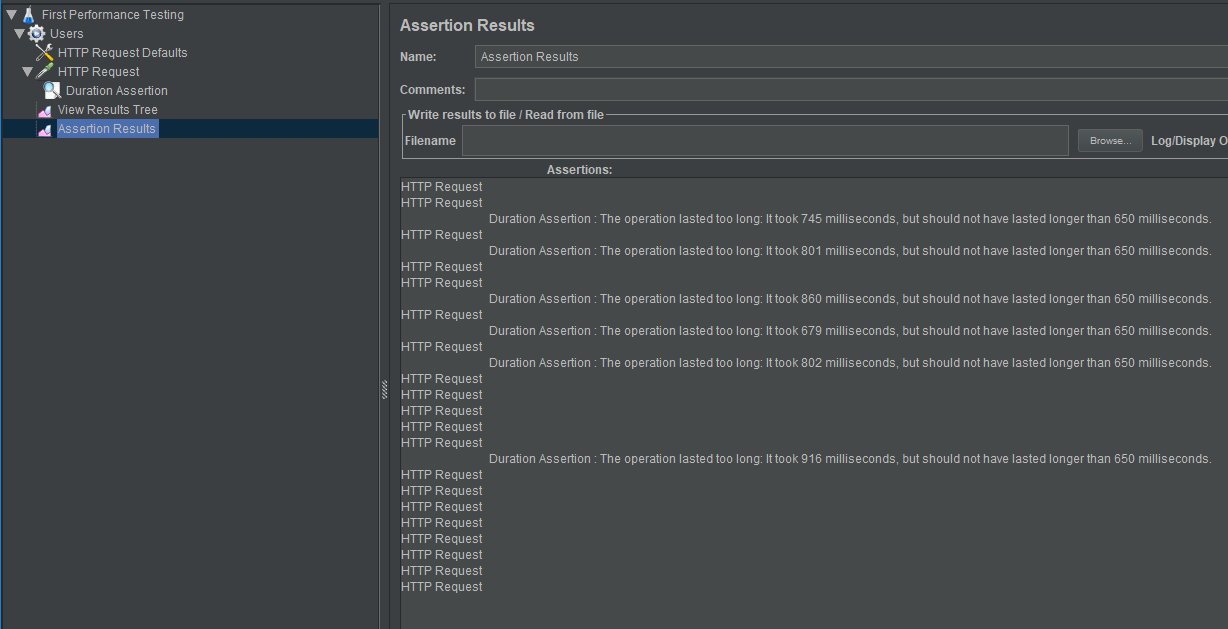 First Performance Testing
Users
HTTP Request Defaults
HTTP Request
Duration Assertion
View Results Tree
Assertion Results
Assertion Results
Name: Assertion Results
Comments:
Write results to file / Read from file
Filename Browse... Log/Display O
Assertions:
HTTP Request
HTTP Request
Duration Assertion : The operation lasted too long: It took 745 milliseconds, but should not have lasted longer than 650 milliseconds.
HTTP Request
Duration Assertion : The operation lasted too long: It took 801 milliseconds, but should not have lasted longer than 650 milliseconds.
HTTP Request
HTTP Request
Duration Assertion : The operation lasted too long: It took 860 milliseconds, but should not have lasted longer than 650 milliseconds.
HTTP Request
Duration Assertion : The operation lasted too long: It took 679 milliseconds, but should not have lasted longer than 650 milliseconds.
HTTP Request
Duration Assertion : The operation lasted too long: It took 802 milliseconds, but should not have lasted longer than 650 milliseconds.
HTTP Request
HTTP Request
HTTP Request
HTTP Request
HTTP Request
Duration Assertion : The operation lasted too long: It took 916 milliseconds, but should not have lasted longer than 650 milliseconds.
HTTP Request
HTTP Request
HTTP Request
HTTP Request
HTTP Request
HTTP Request
HTTP Request
HTTP Request